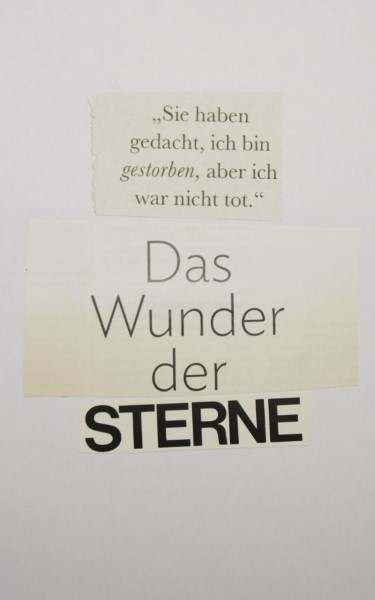 „Sie haben
gedacht, ich bin
gestorben, aber ich
war nicht tot.“
Das
Wunder
der
STERNE